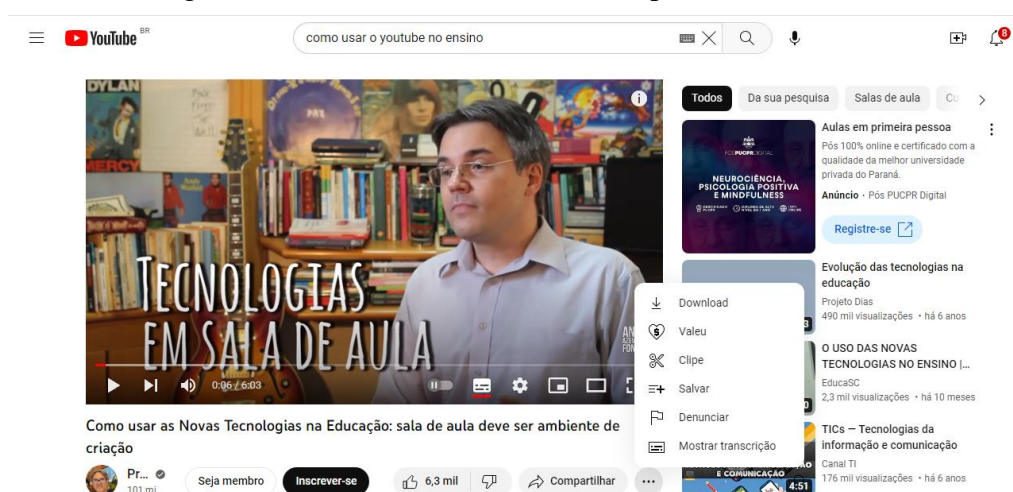 YouTube BR
como usar o youtube no ensino
8
DYLAN
MERCY
TECNOLOGIAS
EM SALA DE AULA
0:06 / 6:03
Como usar as Novas Tecnologias na Educação: sala de aula deve ser ambiente de
criação
Pr...
101 mi
Seja membro
Inscrever-se
6,3 mil
Compartilhar
Download
Valeu
Clipe
Salvar
Denunciar
Mostrar transcrição
Todos
Da sua pesquisa
Salas de aula
NEUROCIÊNCIA,
PSICOLOGIA POSITIVA
E MINDFULNESS
Aulas em primeira pessoa
Pós 100% online e certificado com a
qualidade da melhor universidade
privada do Paraná.
Anúncio · Pós PUCPR Digital
Registre-se
Evolução das tecnologias na
educação
Projeto Dias
490 mil visualizações · há 6 anos
O USO DAS NOVAS
TECNOLOGIAS NO ENSINO |...
EducaSC
2,3 mil visualizações · há 10 meses
TICs – Tecnologias da
informação e comunicação
Canal TI
176 mil visualizações · há 6 anos
E COMUNICAÇÃO
4:51